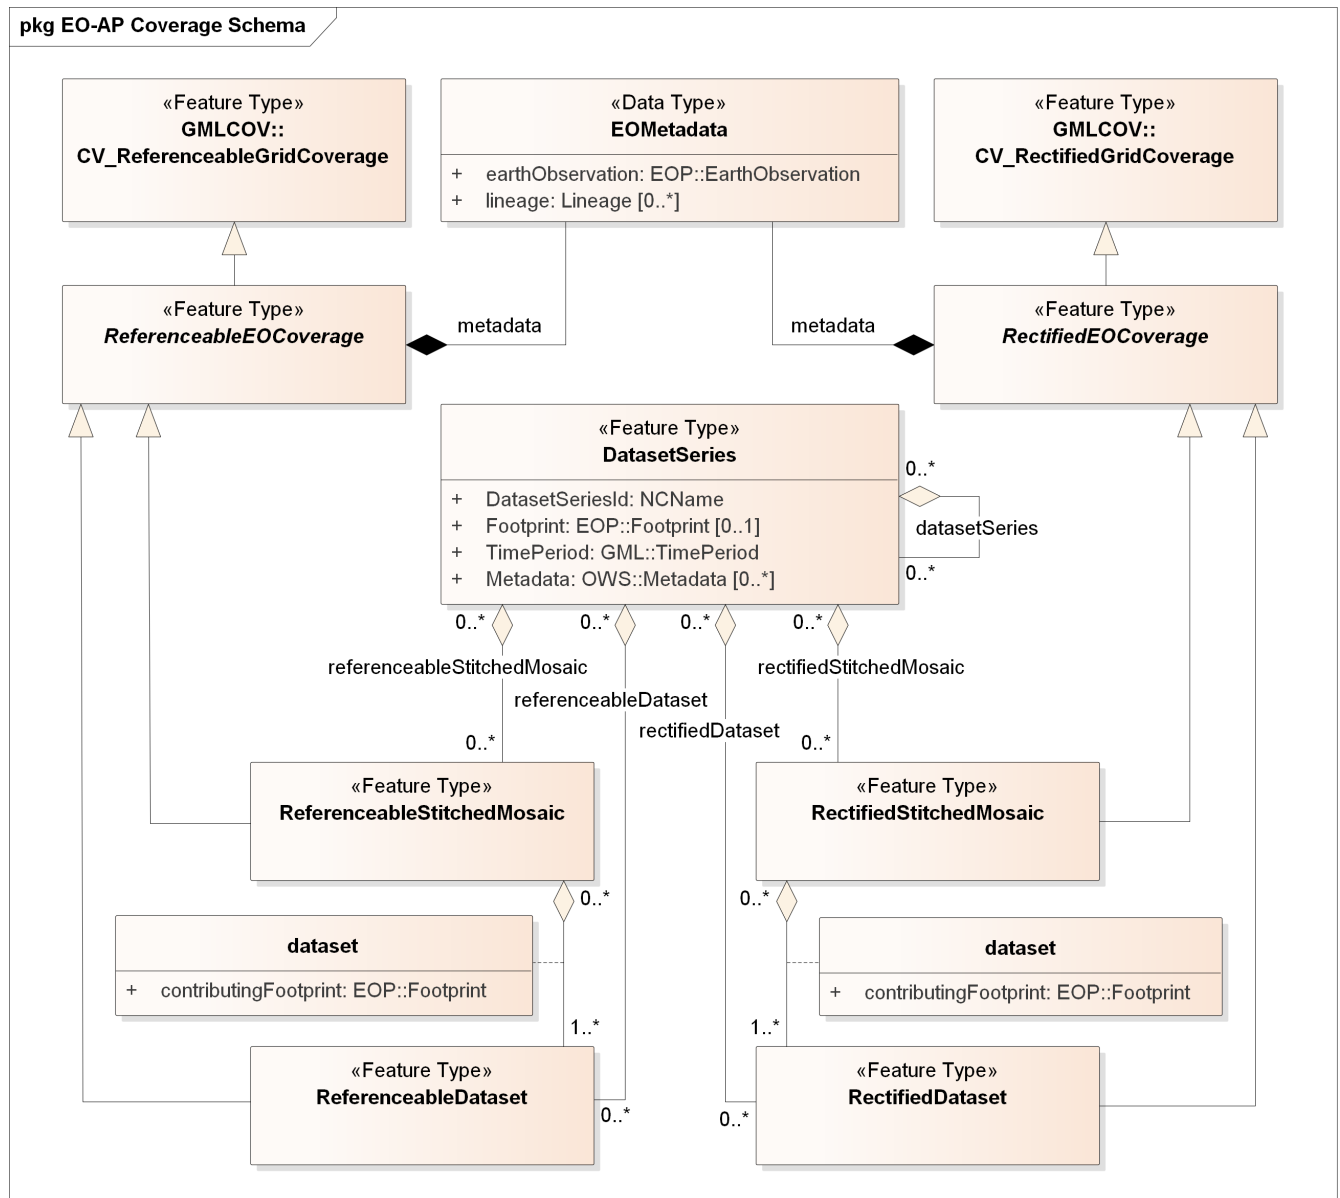 pkg EO-AP Coverage Schema
«Feature Type»
GMLCOV::
CV_ReferenceableGridCoverage
«Data Type»
EOMetadata
+ earthObservation: EOP::EarthObservation
+ lineage: Lineage [0..*]
«Feature Type»
GMLCOV::
CV_RectifiedGridCoverage
«Feature Type»
ReferenceableEOCoverage
metadata
metadata
«Feature Type»
RectifiedEOCoverage
«Feature Type»
DatasetSeries
+ DatasetSeriesId: NCName
+ Footprint: EOP::Footprint [0..1]
+ TimePeriod: GML::TimePeriod
+ Metadata: OWS::Metadata [0..*]
0..*
datasetSeries
0..*
0..*
0..*
0..*
0..*
referenceableStitchedMosaic
rectifiedStitchedMosaic
referenceableDataset
rectifiedDataset
0..*
0..*
«Feature Type»
ReferenceableStitchedMosaic
«Feature Type»
RectifiedStitchedMosaic
0..*
0..*
dataset
+ contributingFootprint: EOP::Footprint
dataset
+ contributingFootprint: EOP::Footprint
1..*
1..*
«Feature Type»
ReferenceableDataset
0..*
0..*
«Feature Type»
RectifiedDataset